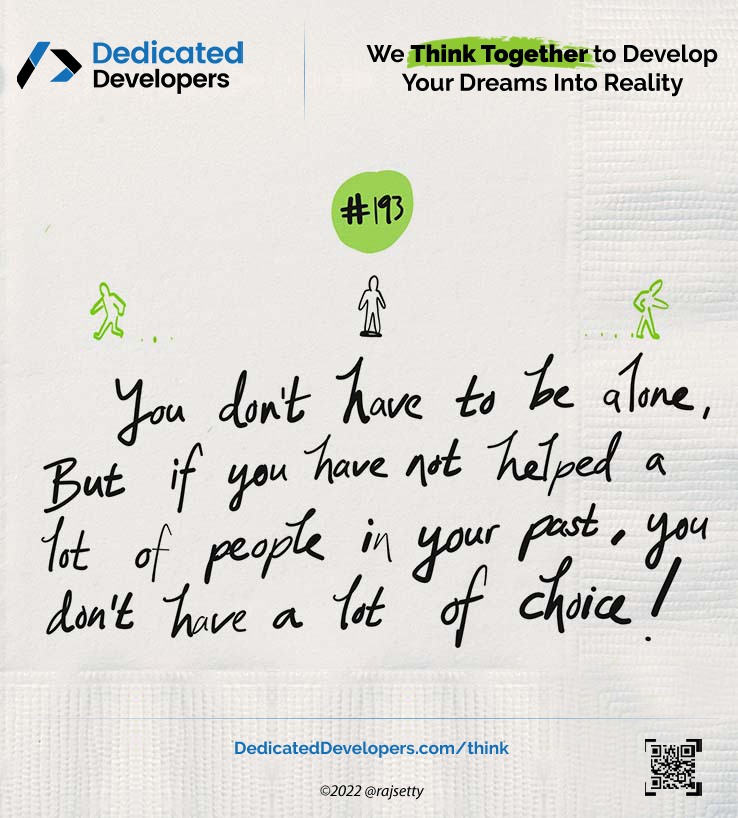 Dedicated
Developers
We Think Together to Develop
Your Dreams Into Reality
#193
You don't have to be alone,
But if you have not helped a
lot of people in your past, you
don't have a lot of choice!
DedicatedDevelopers.com/think
©2022 @rajsetty